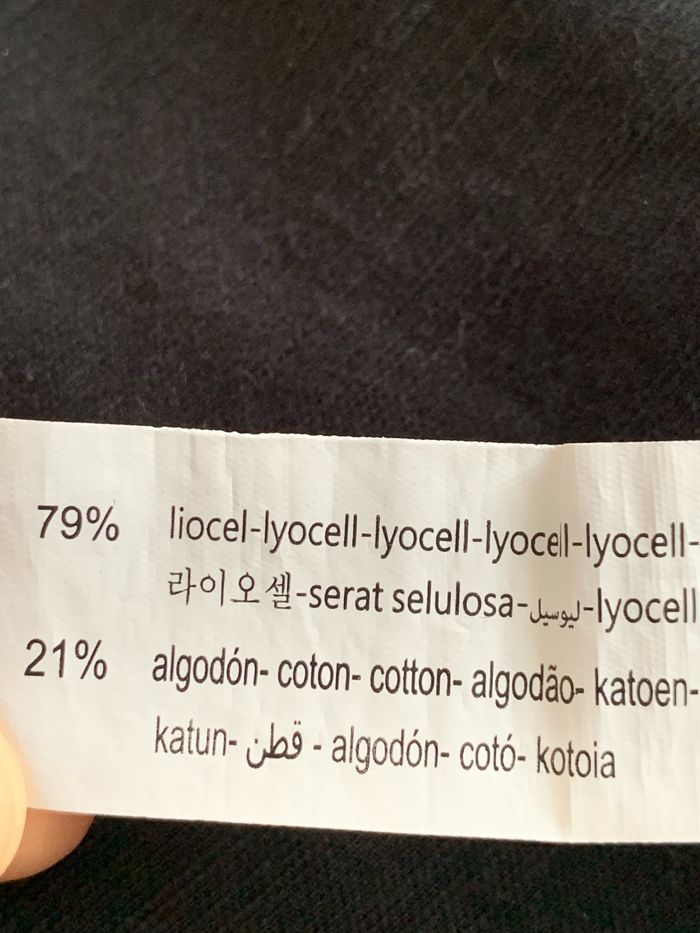 79% liocel-lyocell-lyocell-lyocell-lyocell-
라이오셀-serat selulosa-ليوسيل-lyocell
21% algodón- coton- cotton- algodão- katoen-
katun- قطن - algodón- cotó- kotoia